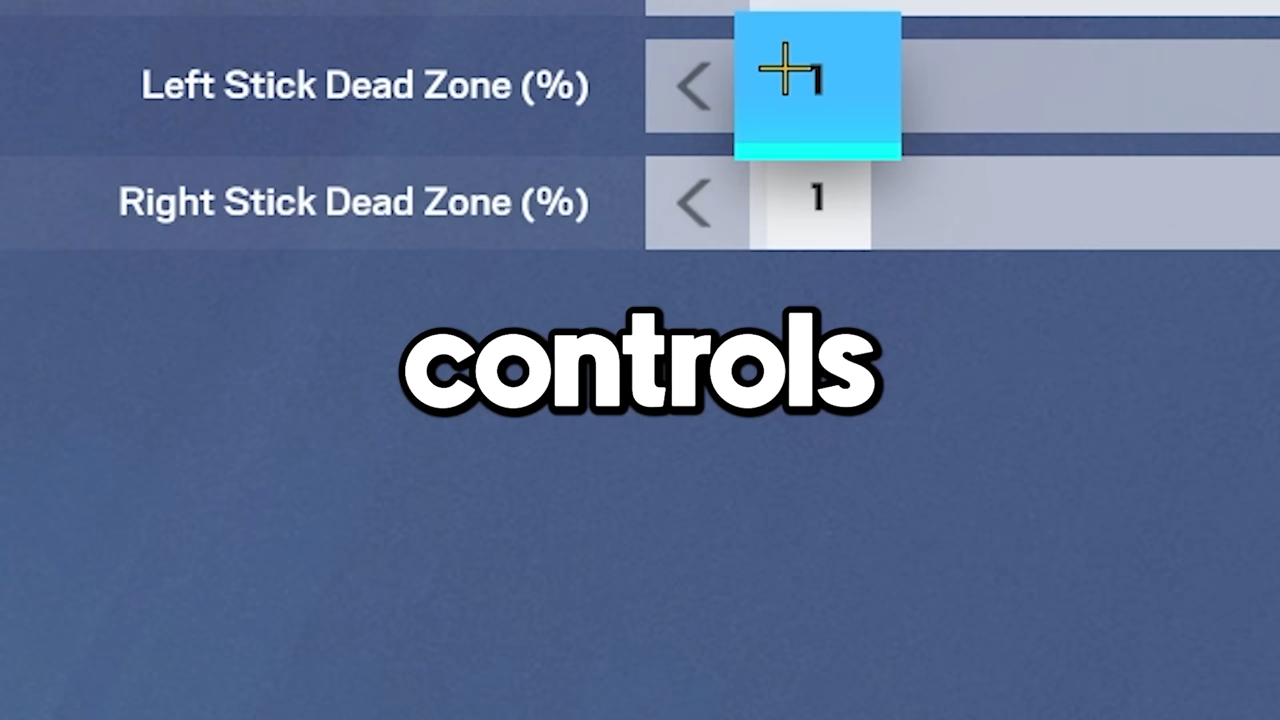 Left Stick Dead Zone (%) 1
Right Stick Dead Zone (%) 1
controls